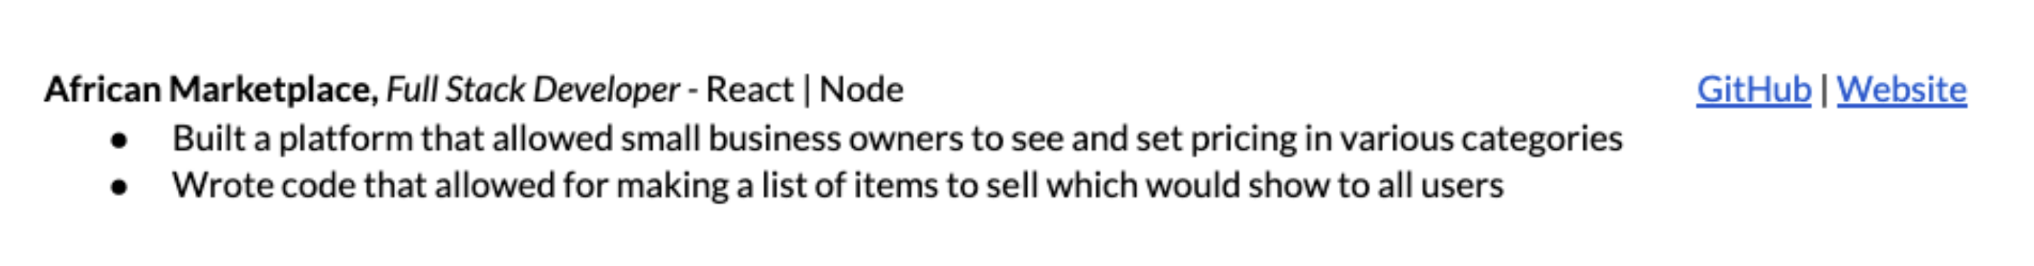 African Marketplace, Full Stack Developer - React | Node GitHub | Website
● Built a platform that allowed small business owners to see and set pricing in various categories
● Wrote code that allowed for making a list of items to sell which would show to all users